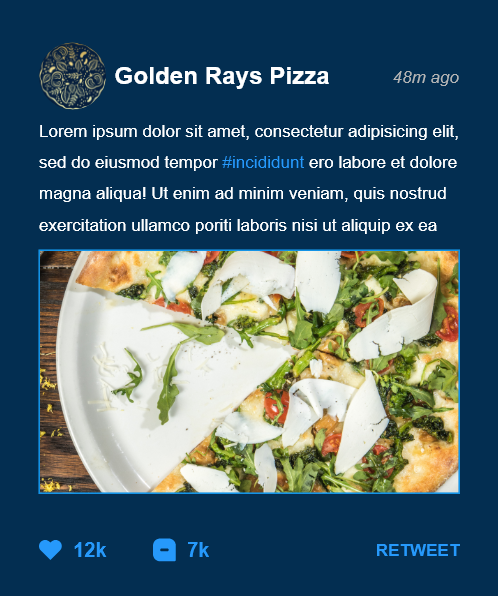 Golden Rays Pizza
48m ago
Lorem ipsum dolor sit amet, consectetur adipisicing elit,
sed do eiusmod tempor #incididunt ero labore et dolore
magna aliqua! Ut enim ad minim veniam, quis nostrud
exercitation ullamco poriti laboris nisi ut aliquip ex ea
12k
7k
RETWEET